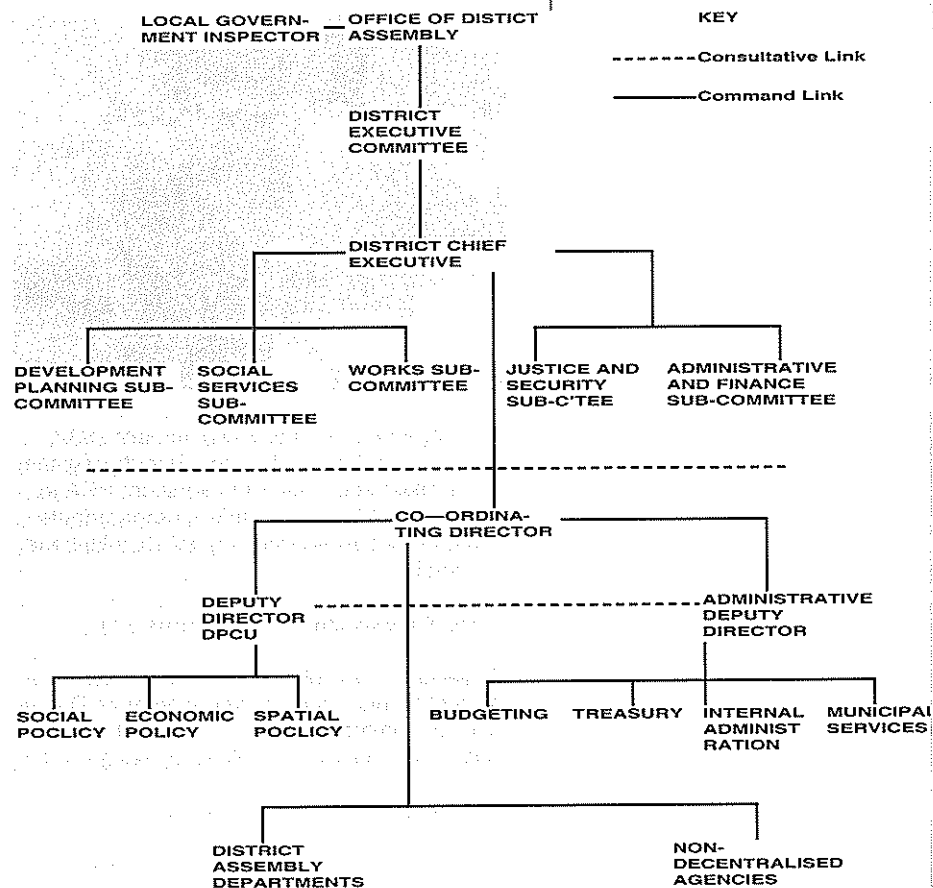 LOCAL GOVERN-
MENT INSPECTOR
OFFICE OF DISTICT
ASSEMBLY
KEY
Consultative Link
Command Link
DISTRICT
EXECUTIVE
COMMITTEE
DISTRICT CHIEF
EXECUTIVE
DEVELOPMENT
PLANNING SUB-
COMMITTEE
SOCIAL
SERVICES
SUB-
COMMITTEE
WORKS SUB-
COMMITTEE
JUSTICE AND
SECURITY
SUB-C'TEE
ADMINISTRATIVE
AND FINANCE
SUB-COMMITTEE
CO—ORDINA-
TING DIRECTOR
DEPUTY
DIRECTOR
DPCU
ADMINISTRATIVE
DEPUTY
DIRECTOR
SOCIAL
POCLICY
ECONOMIC
POLICY
SPATIAL
POCLICY
BUDGETING
TREASURY
INTERNAL
ADMINIST
RATION
MUNICIPAL
SERVICES
DISTRICT
ASSEMBLY
DEPARTMENTS
NON-
DECENTRALISED
AGENCIES